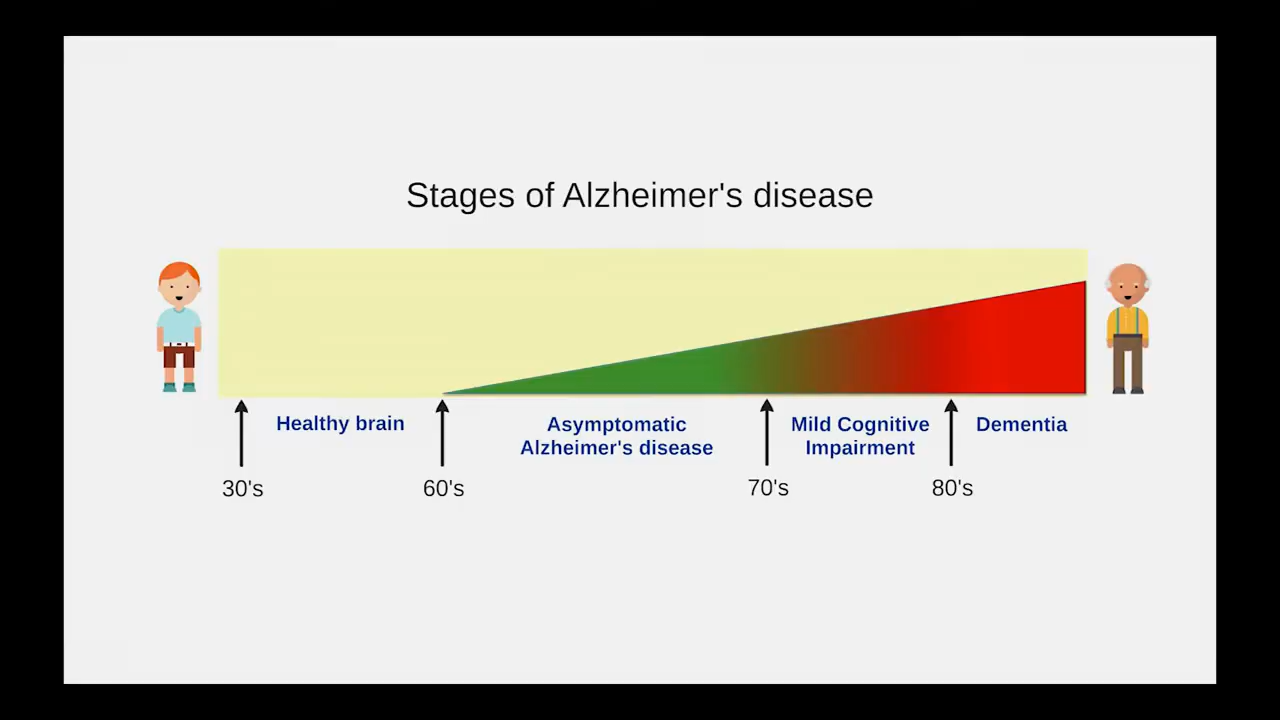 Stages of Alzheimer's disease
Healthy brain
Asymptomatic
Alzheimer's disease
Mild Cognitive
Impairment
Dementia
30's
60's
70's
80's